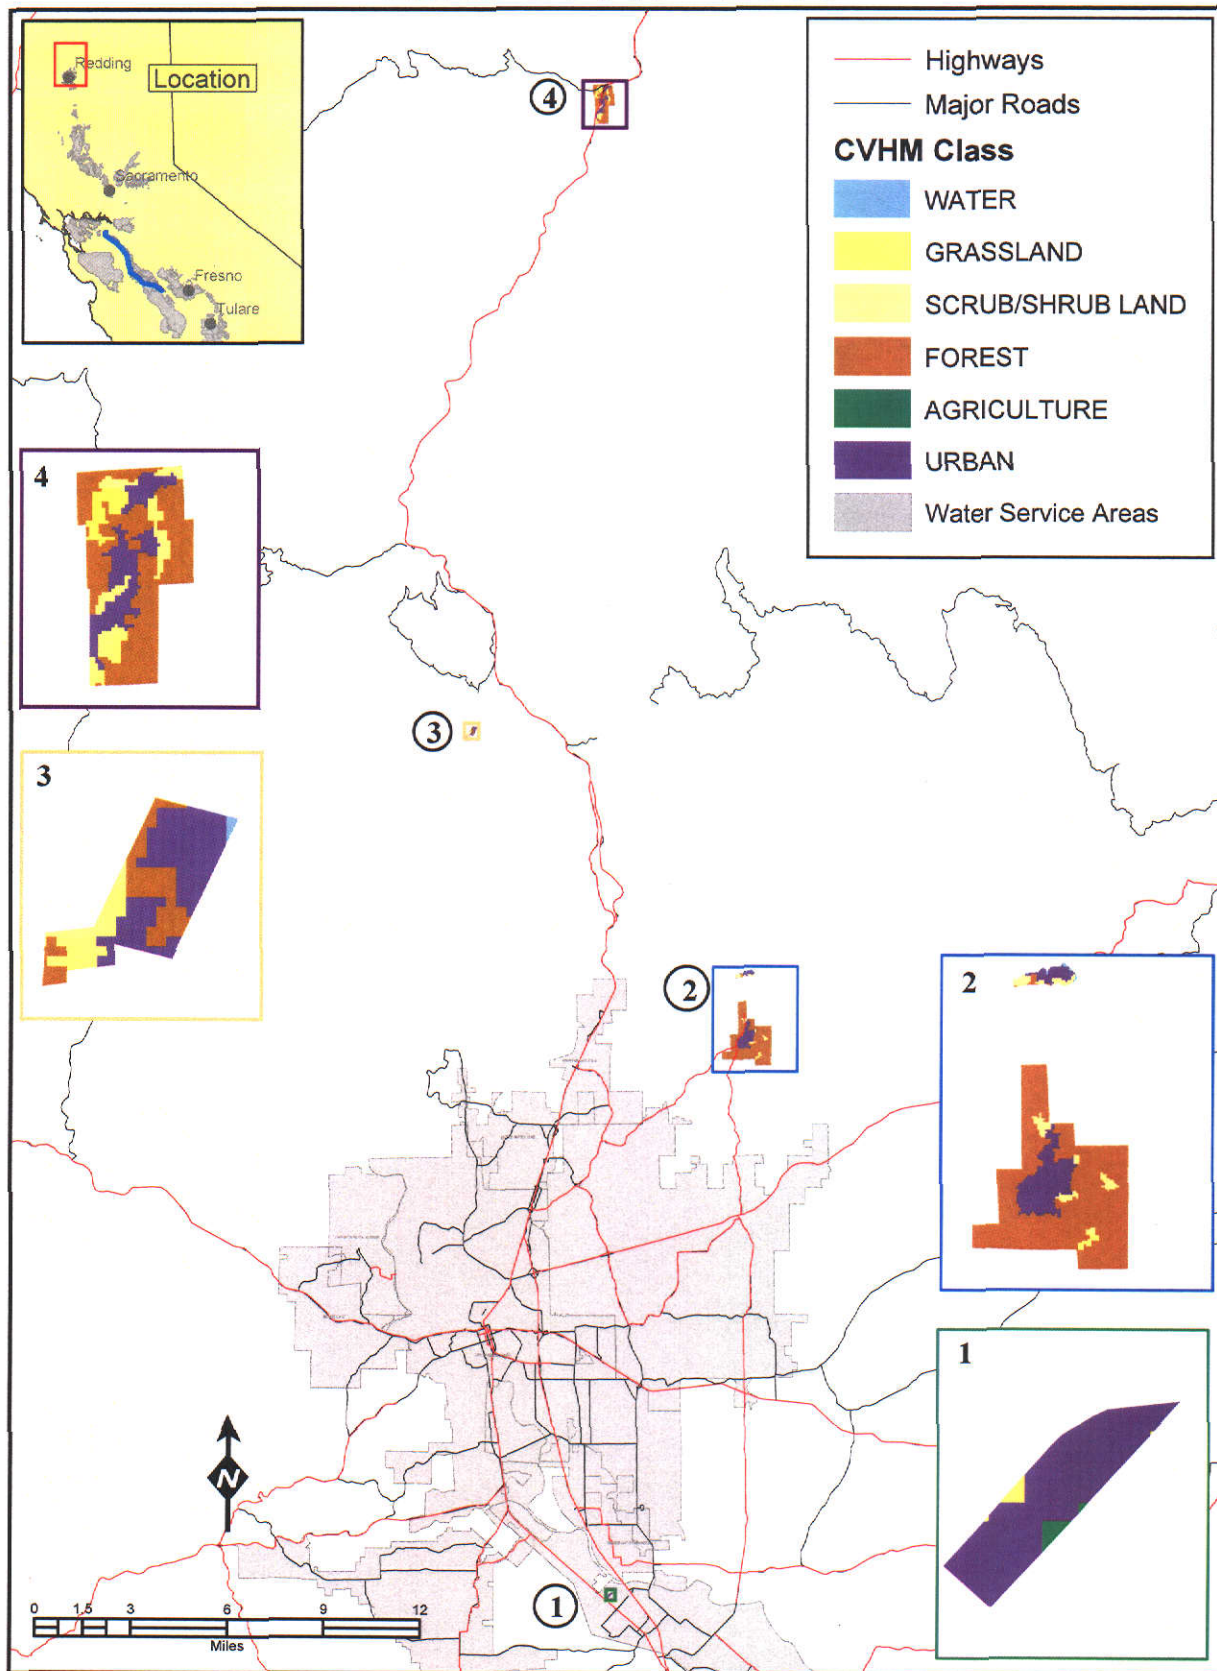 Redding
Location
Sacramento
Fresno
Tulare
Highways
Major Roads
CVHM Class
WATER
GRASSLAND
SCRUB/SHRUB LAND
FOREST
AGRICULTURE
URBAN
Water Service Areas
4
4
3
3
2
2
1
1
N
0 1.5 3 6 9 12
Miles